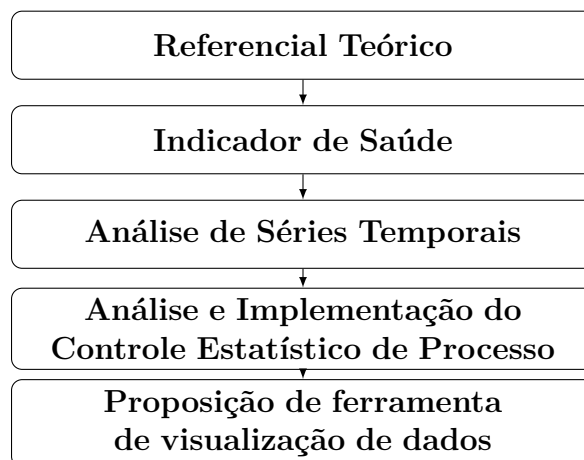 Referencial Teórico
Indicador de Saúde
Análise de Séries Temporais
Análise e Implementação do
Controle Estatístico de Processo
Proposição de ferramenta
de visualização de dados